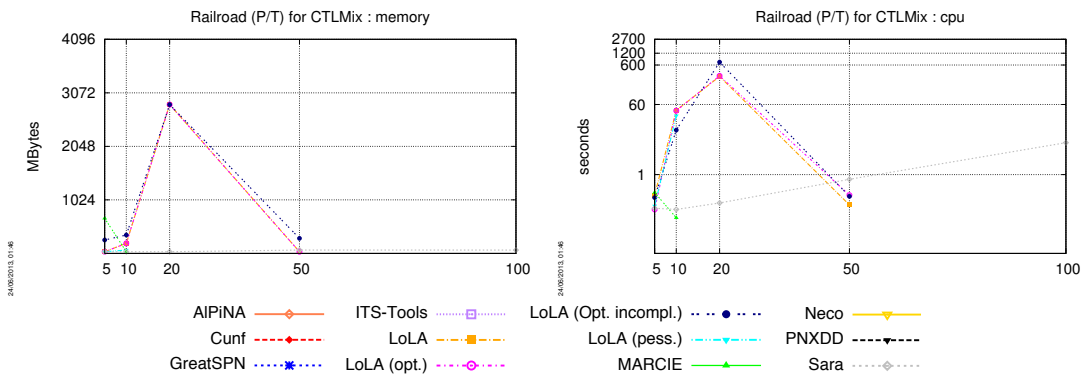 Railroad (P/T) for CTLMix : memory
4096
3072
2048
1024
MBytes
5 10 20 50 100
24/06/2013, 01:46
Railroad (P/T) for CTLMix : cpu
2700
1200
600
60
1
seconds
5 10 20 50 100
24/06/2013, 01:46
AlPiNA ITS-Tools LoLA (Opt. incompl.) Neco
Cunf LoLA LoLA (pess.) PNXDD
GreatSPN LoLA (opt.) MARCIE Sara